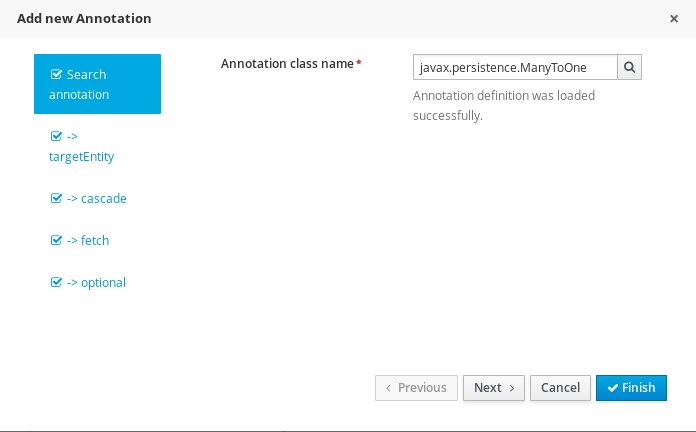 Add new Annotation ×
Search
annotation
->
targetEntity
-> cascade
-> fetch
-> optional
Annotation class name*
javax.persistence.ManyToOne
Annotation definition was loaded
successfully.
< Previous
Next >
Cancel
Finish